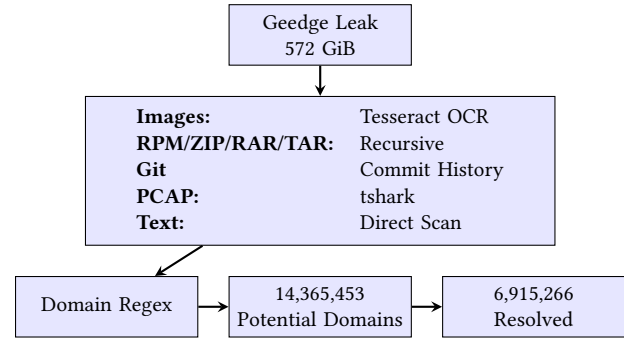 Geedge Leak
572 GiB
Images: Tesseract OCR
RPM/ZIP/RAR/TAR: Recursive
Git Commit History
PCAP: tshark
Text: Direct Scan
Domain Regex
14,365,453
Potential Domains
6,915,266
Resolved